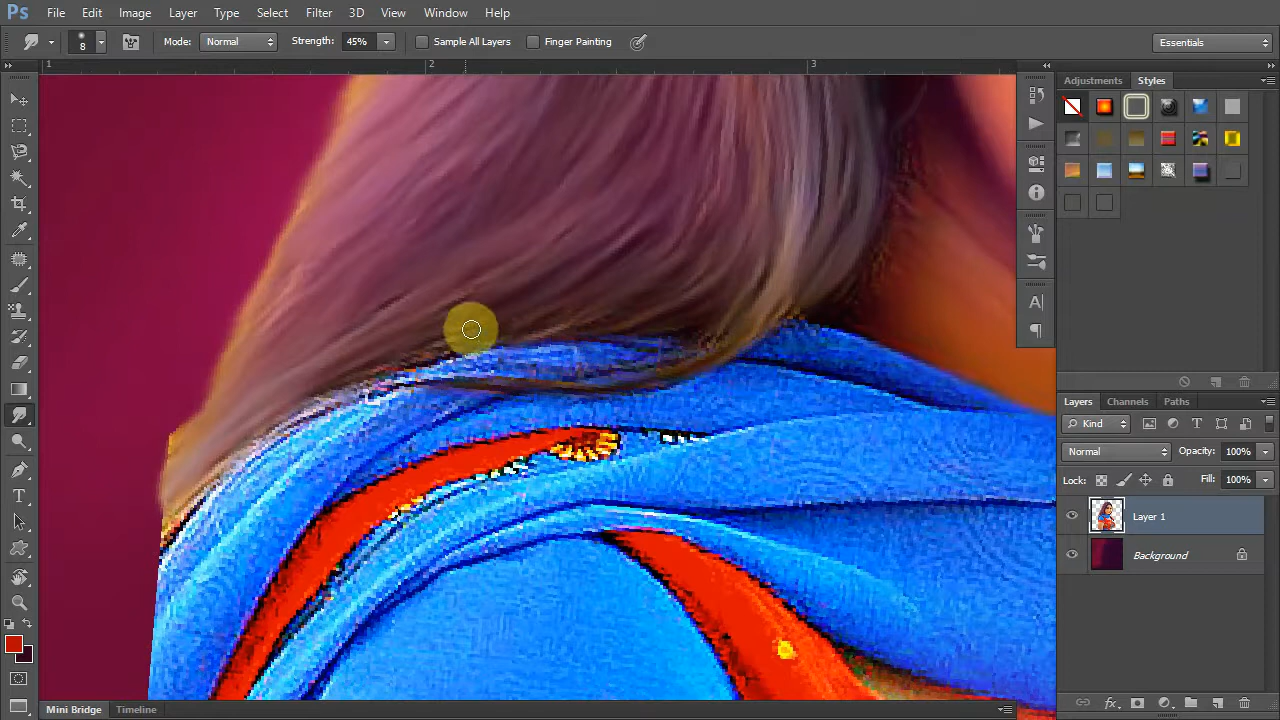 Ps File Edit Image Layer Type Select Filter 3D View Window Help
8 Mode: Normal Strength: 45% Sample All Layers Finger Painting Essentials
1 2 3
Adjustments Styles
A
Layers Channels Paths
Kind T
Normal Opacity: 100%
Lock: Fill: 100%
Layer 1
Background
T
fx
Mini Bridge Timeline